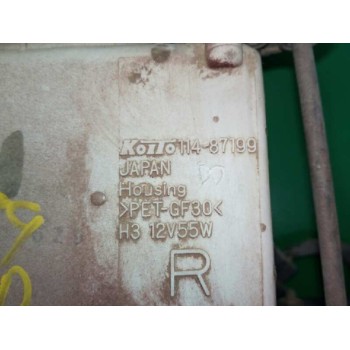 KOITO 114-87199
JAPAN
Housing
>PET-GF30<
H3 12V55W
R